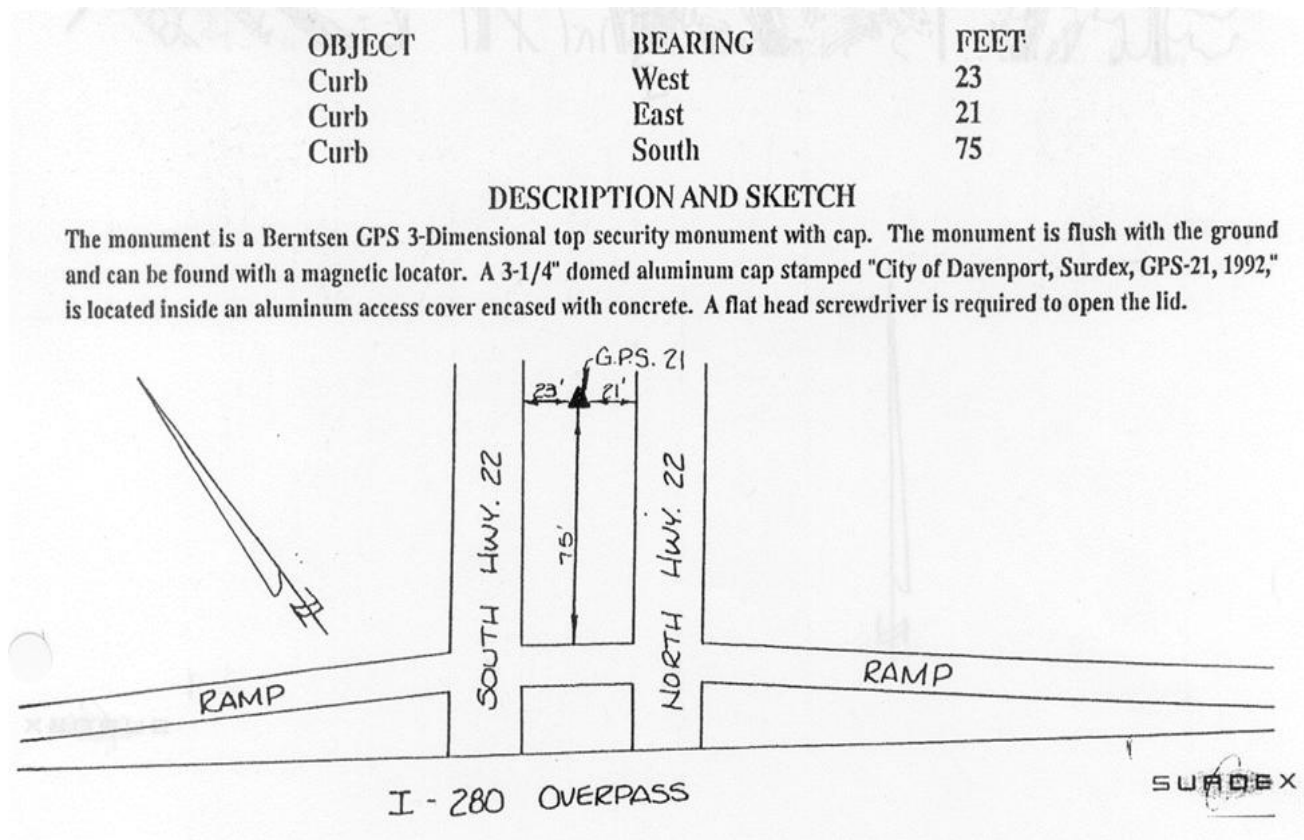 OBJECT BEARING FEET
Curb West 23
Curb East 21
Curb South 75
DESCRIPTION AND SKETCH
The monument is a Berntsen GPS 3-Dimensional top security monument with cap. The monument is flush with the ground
and can be found with a magnetic locator. A 3-1/4" domed aluminum cap stamped "City of Davenport, Surdex, GPS-21, 1992,"
is located inside an aluminum access cover encased with concrete. A flat head screwdriver is required to open the lid.
G.P.S. 21
23' 21'
75'
SOUTH HWY. 22
NORTH HWY. 22
RAMP
RAMP
I - 280 OVERPASS
SURDEX